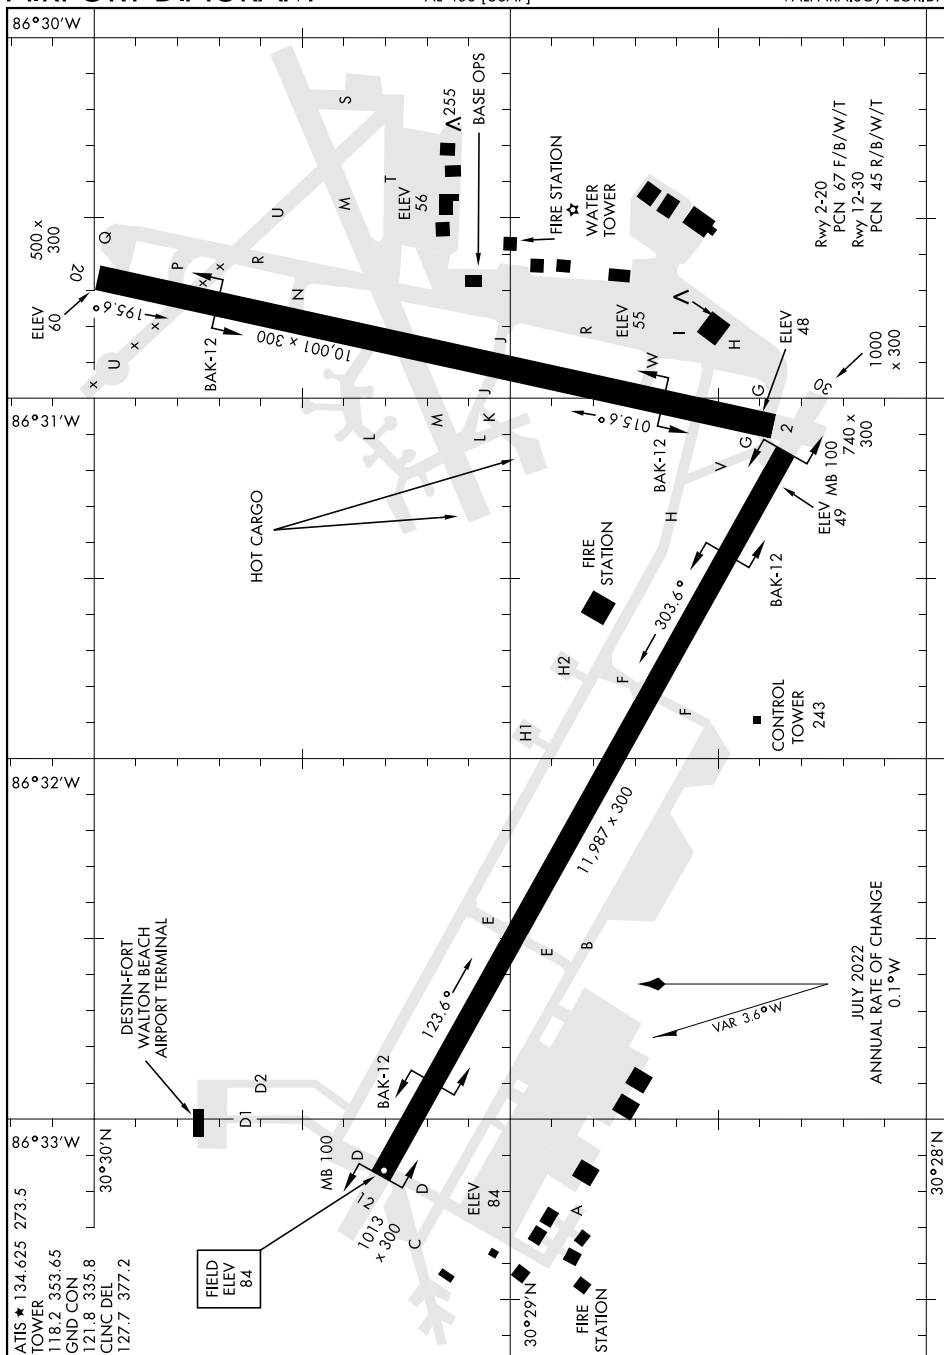 86°30'W
500 x
300
20
ELEV
60
195.6°
Q
P
R
U
N
S
M
T
U
x
x
x
x
x
BAK-12
10,001 x 300
ELEV
56
255
BASE OPS
FIRE STATION
WATER
TOWER
Rwy 2-20
PCN 67 F/B/W/T
Rwy 12-30
PCN 45 R/B/W/T
J
R
ELEV
55
I
H
W
ELEV
48
30
1000
x 300
86°31'W
L
M
L
K
J
015.6°
BAK-12
G
G
2
V
MB 100
740 x
300
ELEV
49
H
HOT CARGO
FIRE
STATION
303.6°
BAK-12
H2
H1
F
F
CONTROL
TOWER
243
86°32'W
11,987 x 300
E
E
B
DESTIN-FORT
WALTON BEACH
AIRPORT TERMINAL
123.6°
BAK-12
D2
D1
JULY 2022
ANNUAL RATE OF CHANGE
0.1°W
VAR 3.6°W
86°33'W
30°30'N
MB 100
D
D
12
1013
x 300
C
ELEV
84
FIELD
ELEV
84
A
30°29'N
FIRE
STATION
30°28'N
ATIS ★ 134.625 273.5
TOWER
118.2 353.65
GND CON
121.8 335.8
CLNC DEL
127.7 377.2